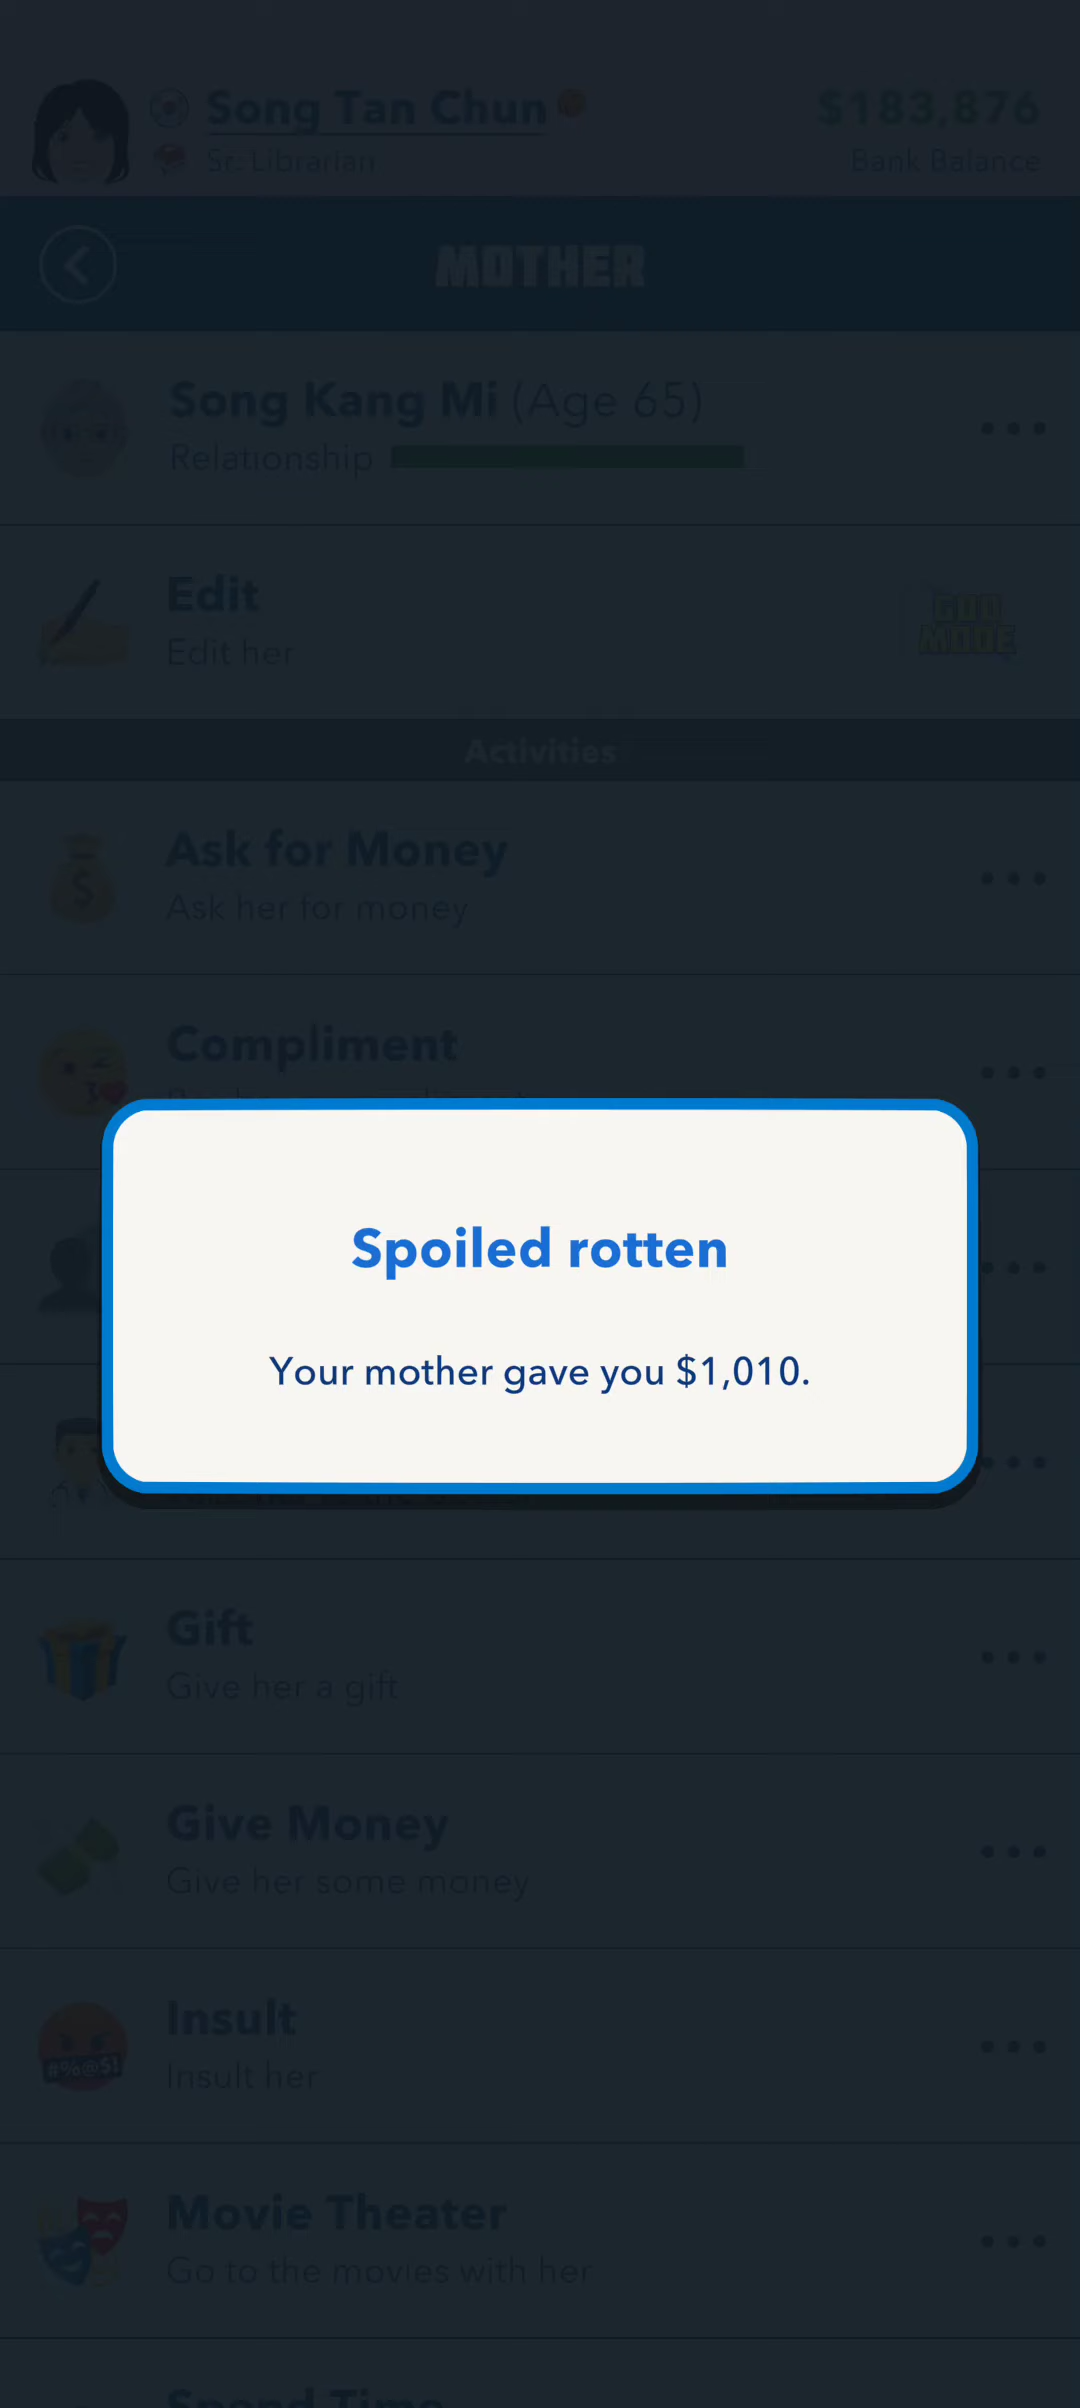 Song Tan Chun
$183,876
Sr. Librarian
Bank Balance
MOTHER
Song Kang Mi (Age 65)
Relationship
Edit
Edit her
GOD
MODE
Activities
Ask for Money
Ask her for money
Compliment
Spoiled rotten
Your mother gave you $1,010.
Gift
Give her a gift
Give Money
Give her some money
#%@$!
Insult
Insult her
Movie Theater
Go to the movies with her
Spend Time